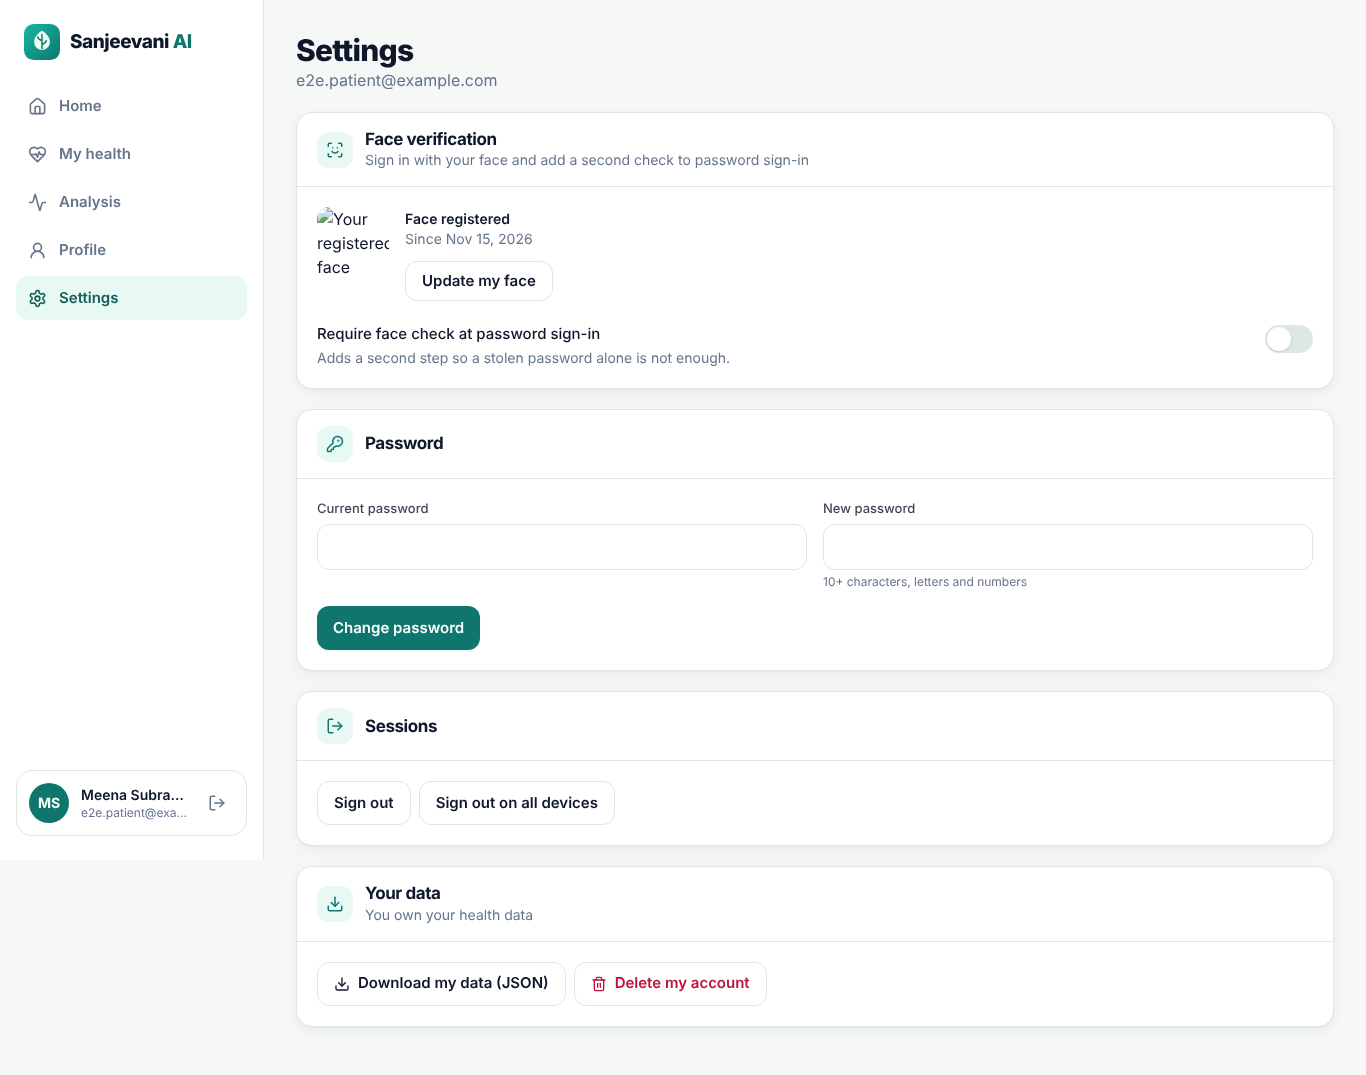 Sanjeevani AI
Home
My health
Analysis
Profile
Settings
MS
Meena Subra...
e2e.patient@exa...
Settings
e2e.patient@example.com
Face verification
Sign in with your face and add a second check to password sign-in
Your
registered
face
Face registered
Since Nov 15, 2026
Update my face
Require face check at password sign-in
Adds a second step so a stolen password alone is not enough.
Password
Current password
New password
10+ characters, letters and numbers
Change password
Sessions
Sign out
Sign out on all devices
Your data
You own your health data
Download my data (JSON)
Delete my account